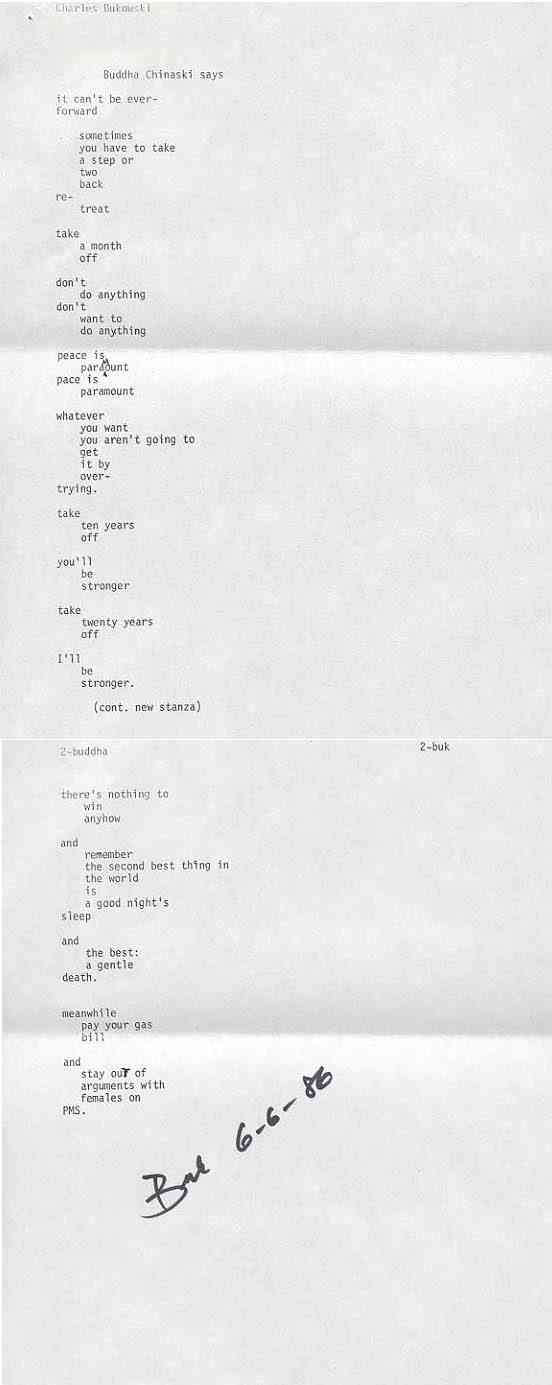 Charles Bukowski
Buddha Chinaski says
it can't be ever-
forward
sometimes
you have to take
a step or
two
back
re-
treat
take
a month
off
don't
do anything
don't
want to
do anything
peace is
paramount
pace is
paramount
whatever
you want
you aren't going to
get
it by
over-
trying.
take
ten years
off
you'll
be
stronger
take
twenty years
off
I'll
be
stronger.
(cont. new stanza)
2-buddha 2-buk
there's nothing to
win
anyhow
and
remember
the second best thing in
the world
is
a good night's
sleep
and
the best:
a gentle
death.
meanwhile
pay your gas
bill
and
stay out of
arguments with
females on
PMS.
Buk 6-6-86